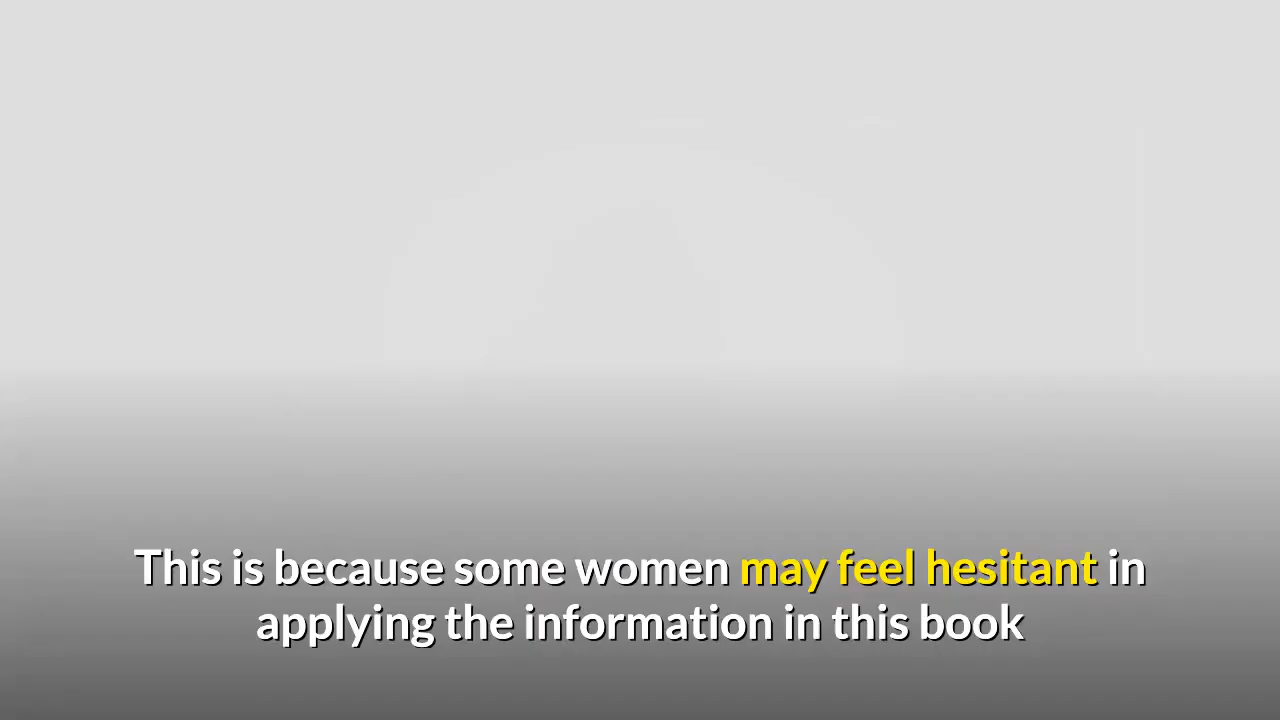 This is because some women may feel hesitant in
applying the information in this book